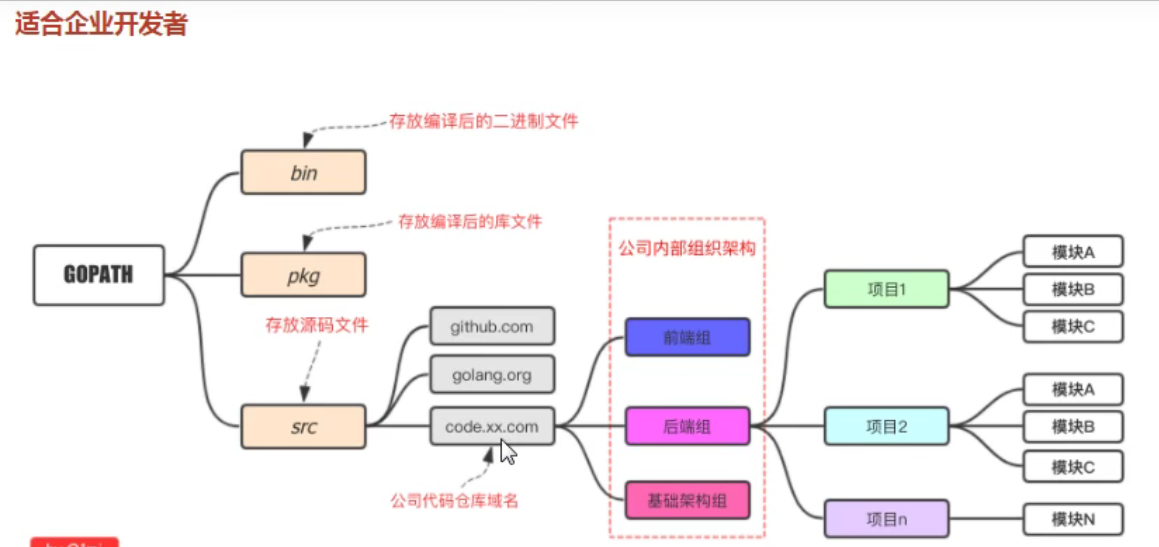 适合企业开发者
存放编译后的二进制文件
bin
存放编译后的库文件
GOPATH
pkg
存放源码文件
src
github.com
golang.org
code.xx.com
公司代码仓库域名
公司内部组织架构
前端组
后端组
基础架构组
项目1
模块A
模块B
模块C
项目2
模块A
模块B
模块C
项目n
模块N